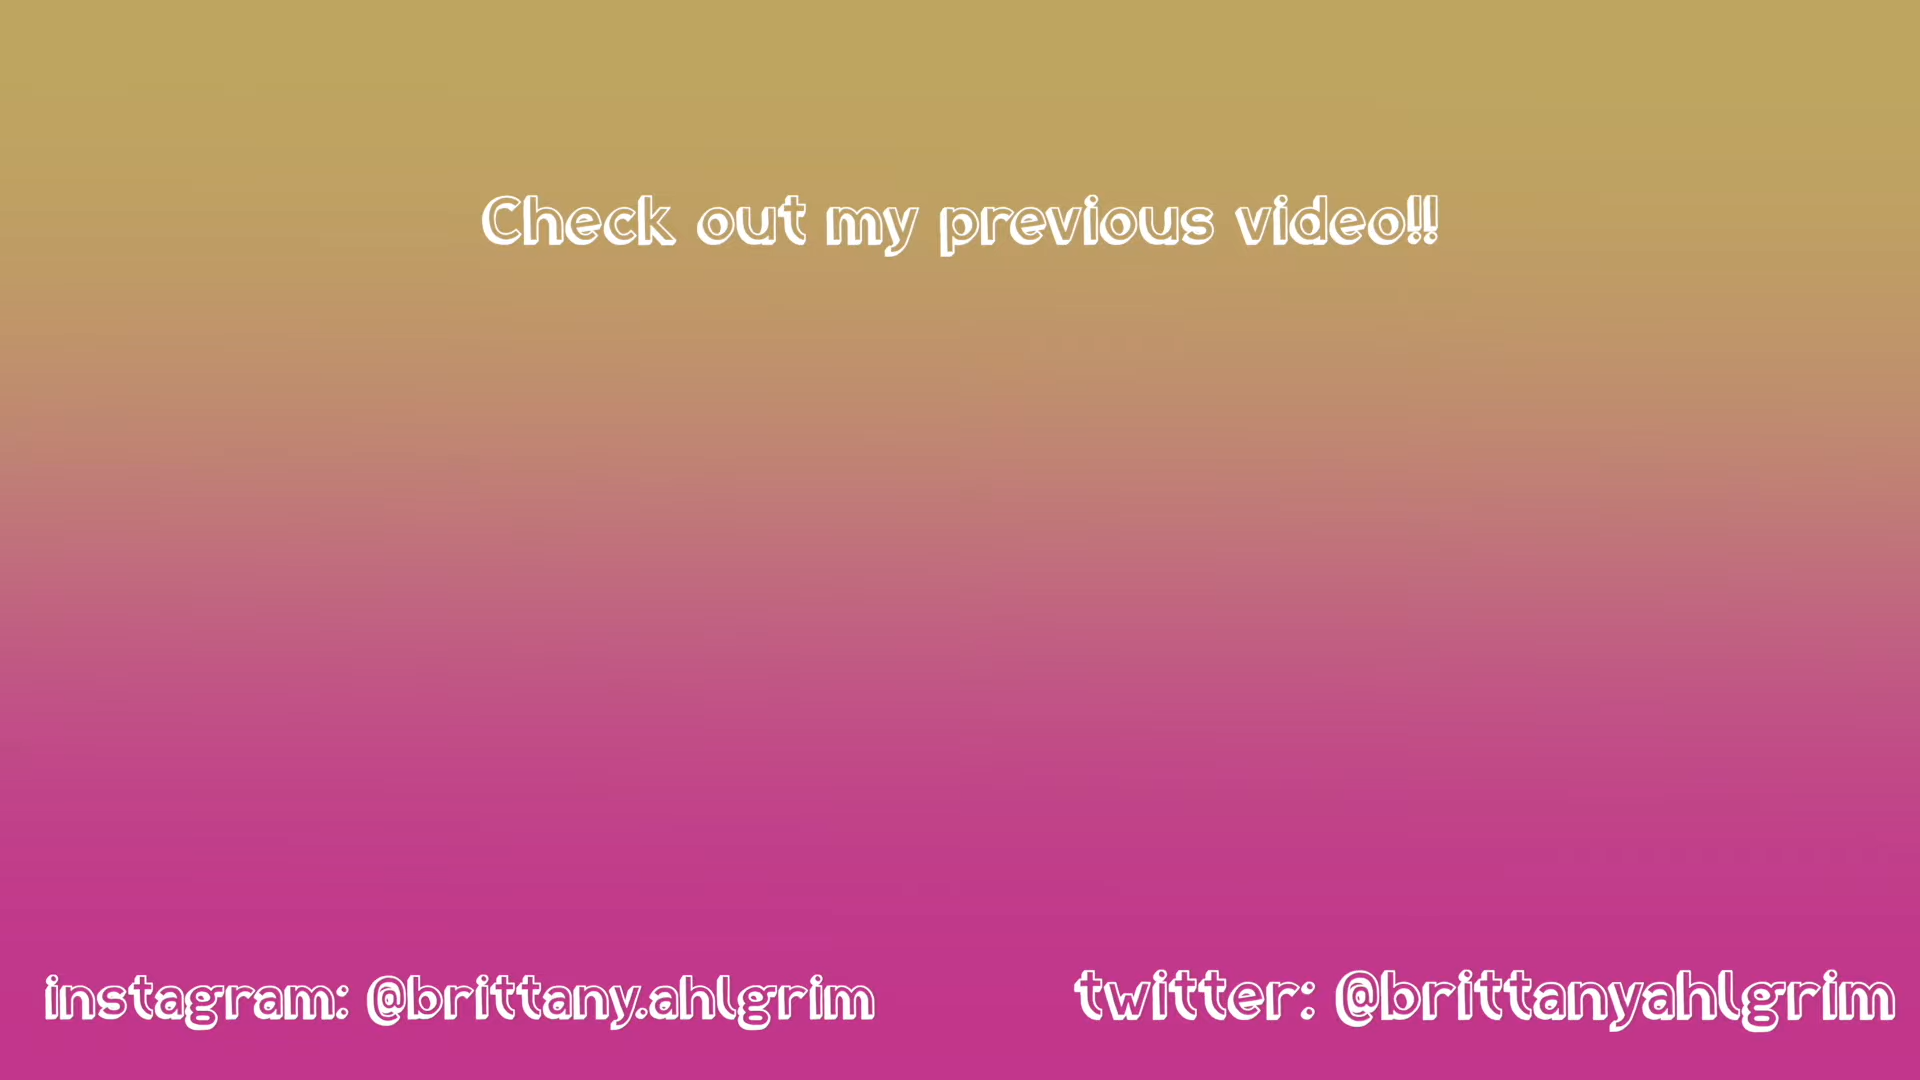 Check out my previous video!!
instagram: @brittany.ahlgrim
twitter: @brittanyahlgrim